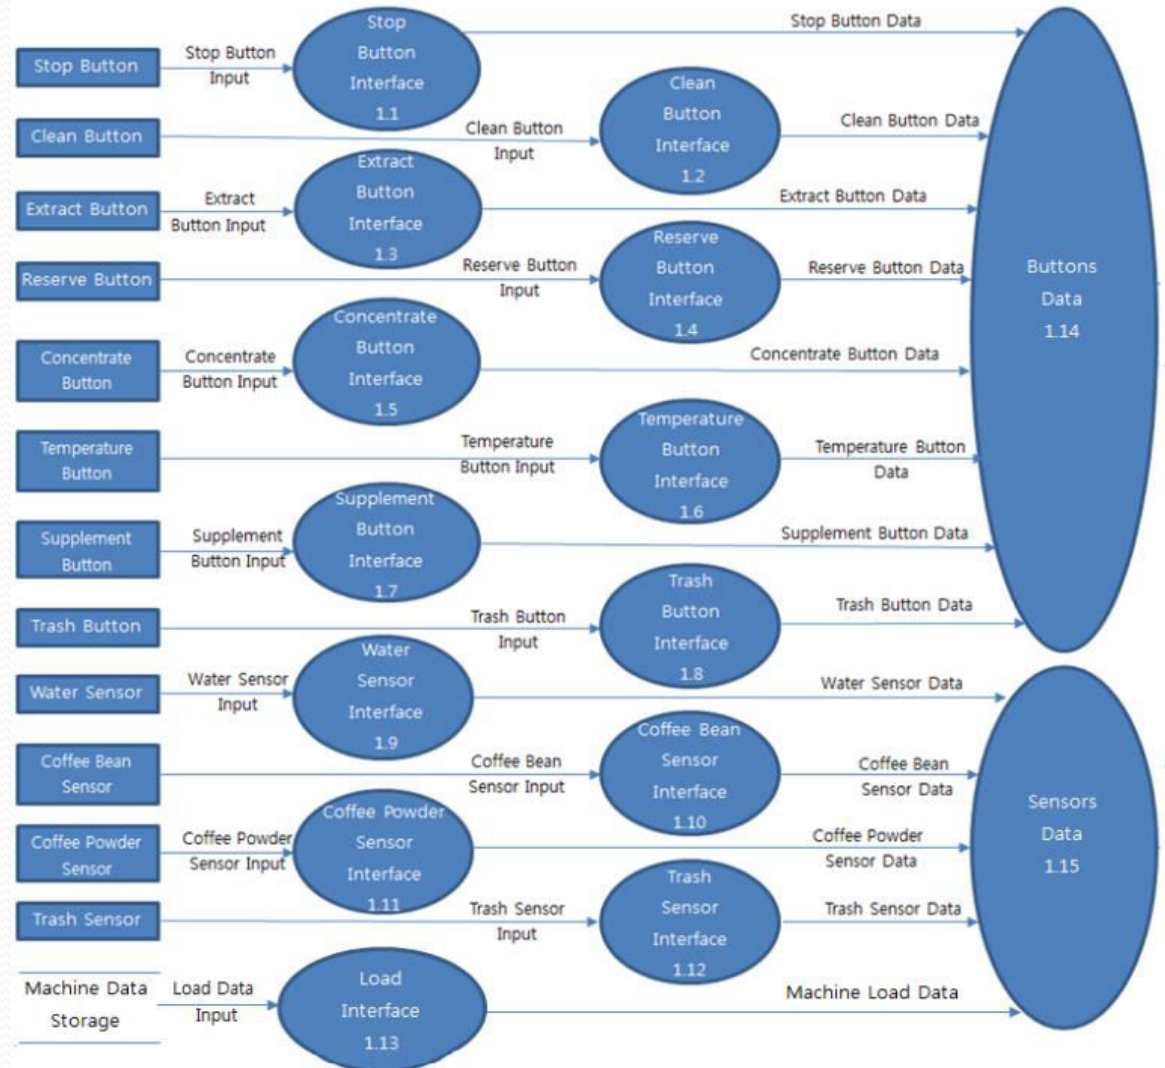 Stop Button
Stop Button
Input
Stop
Button
Interface
1.1
Stop Button Data
Clean Button
Clean Button
Input
Clean
Button
Interface
1.2
Clean Button Data
Extract Button
Extract
Button Input
Extract
Button
Interface
1.3
Extract Button Data
Reserve Button
Reserve Button
Input
Reserve
Button
Interface
1.4
Reserve Button Data
Concentrate
Button
Concentrate
Button Input
Concentrate
Button
Interface
1.5
Concentrate Button Data
Temperature
Button
Temperature
Button Input
Temperature
Button
Interface
1.6
Temperature Button
Data
Supplement
Button
Supplement
Button Input
Supplement
Button
Interface
1.7
Supplement Button Data
Trash Button
Trash Button
Input
Trash
Button
Interface
1.8
Trash Button Data
Buttons
Data
1.14
Water Sensor
Water Sensor
Input
Water
Sensor
Interface
1.9
Water Sensor Data
Coffee Bean
Sensor
Coffee Bean
Sensor Input
Coffee Bean
Sensor
Interface
1.10
Coffee Bean
Sensor Data
Coffee Powder
Sensor
Coffee Powder
Sensor Input
Coffee Powder
Sensor
Interface
1.11
Coffee Powder
Sensor Data
Trash Sensor
Trash Sensor
Input
Trash
Sensor
Interface
1.12
Trash Sensor Data
Machine Data
Storage
Load Data
Input
Load
Interface
1.13
Machine Load Data
Sensors
Data
1.15